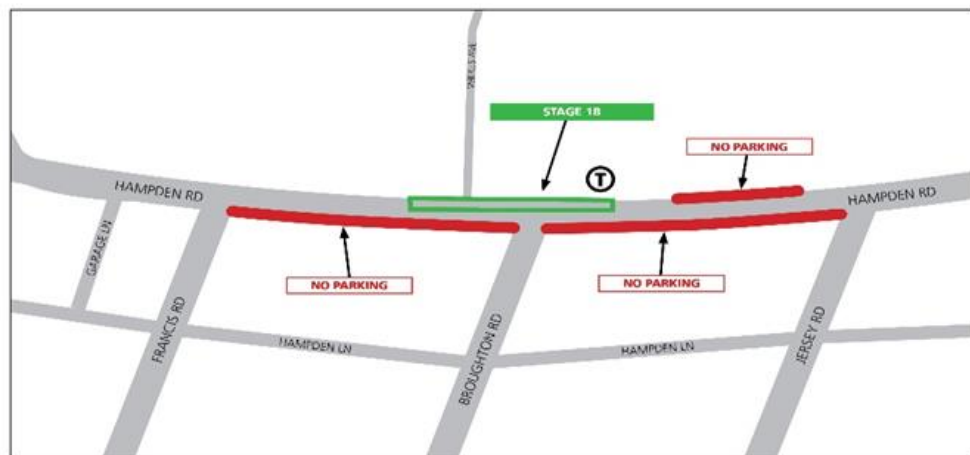 STAGE 1B
T
NO PARKING
HAMPDEN RD
HAMPDEN RD
GARAGE LN
NO PARKING
NO PARKING
FRANCIS RD
HAMPDEN LN
BROUGHTON RD
HAMPDEN LN
JERSEY RD